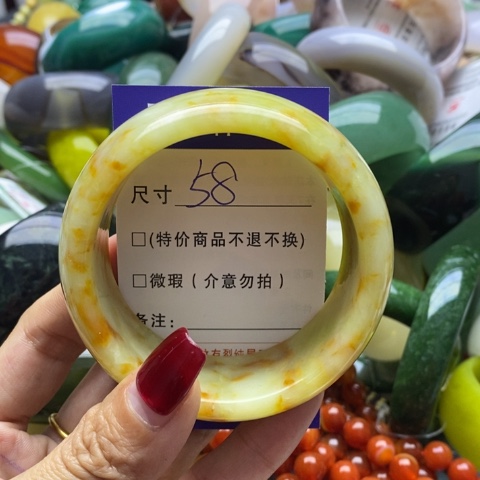 尺寸 58
□(特价商品不退不换)
□微瑕(介意勿拍)
备注: